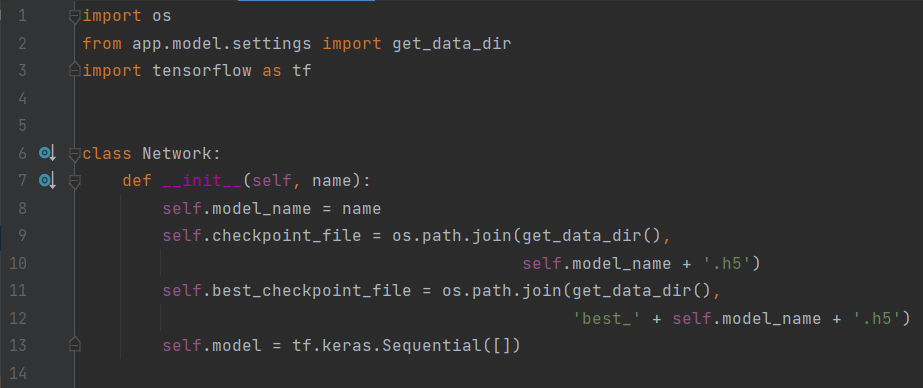 1 import os
2 from app.model.settings import get_data_dir
3 import tensorflow as tf
4
5
6 class Network:
7     def __init__(self, name):
8         self.model_name = name
9         self.checkpoint_file = os.path.join(get_data_dir(),
10                                             self.model_name + '.h5')
11         self.best_checkpoint_file = os.path.join(get_data_dir(),
12                                                  'best_' + self.model_name + '.h5')
13         self.model = tf.keras.Sequential([])
14